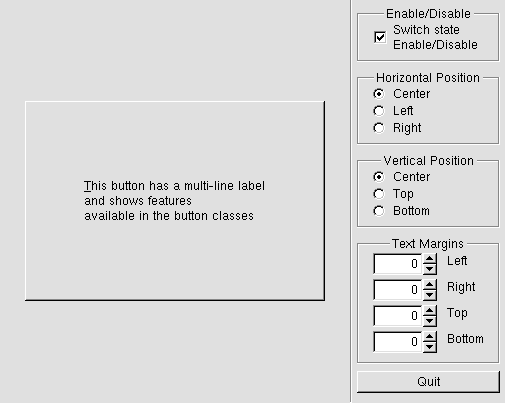 This button has a multi-line label
and shows features
available in the button classes
Enable/Disable
Switch state
Enable/Disable
Horizontal Position
Center
Left
Right
Vertical Position
Center
Top
Bottom
Text Margins
0 Left
0 Right
0 Top
0 Bottom
Quit